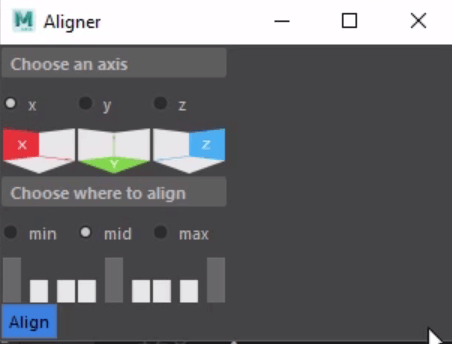 Aligner
Choose an axis
x y z
X Y Z
Choose where to align
min mid max
Align